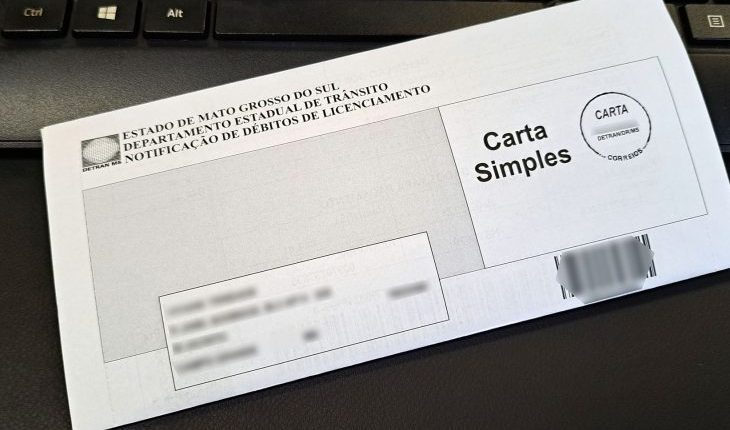 Ctrl
Alt
ESTADO DE MATO GROSSO DO SUL
DEPARTAMENTO ESTADUAL DE TRÂNSITO
NOTIFICAÇÃO DE DÉBITOS DE LICENCIAMENTO
DETRAN MS
Carta
Simples
CARTA
DETRAN/DR/MS
CORREIOS